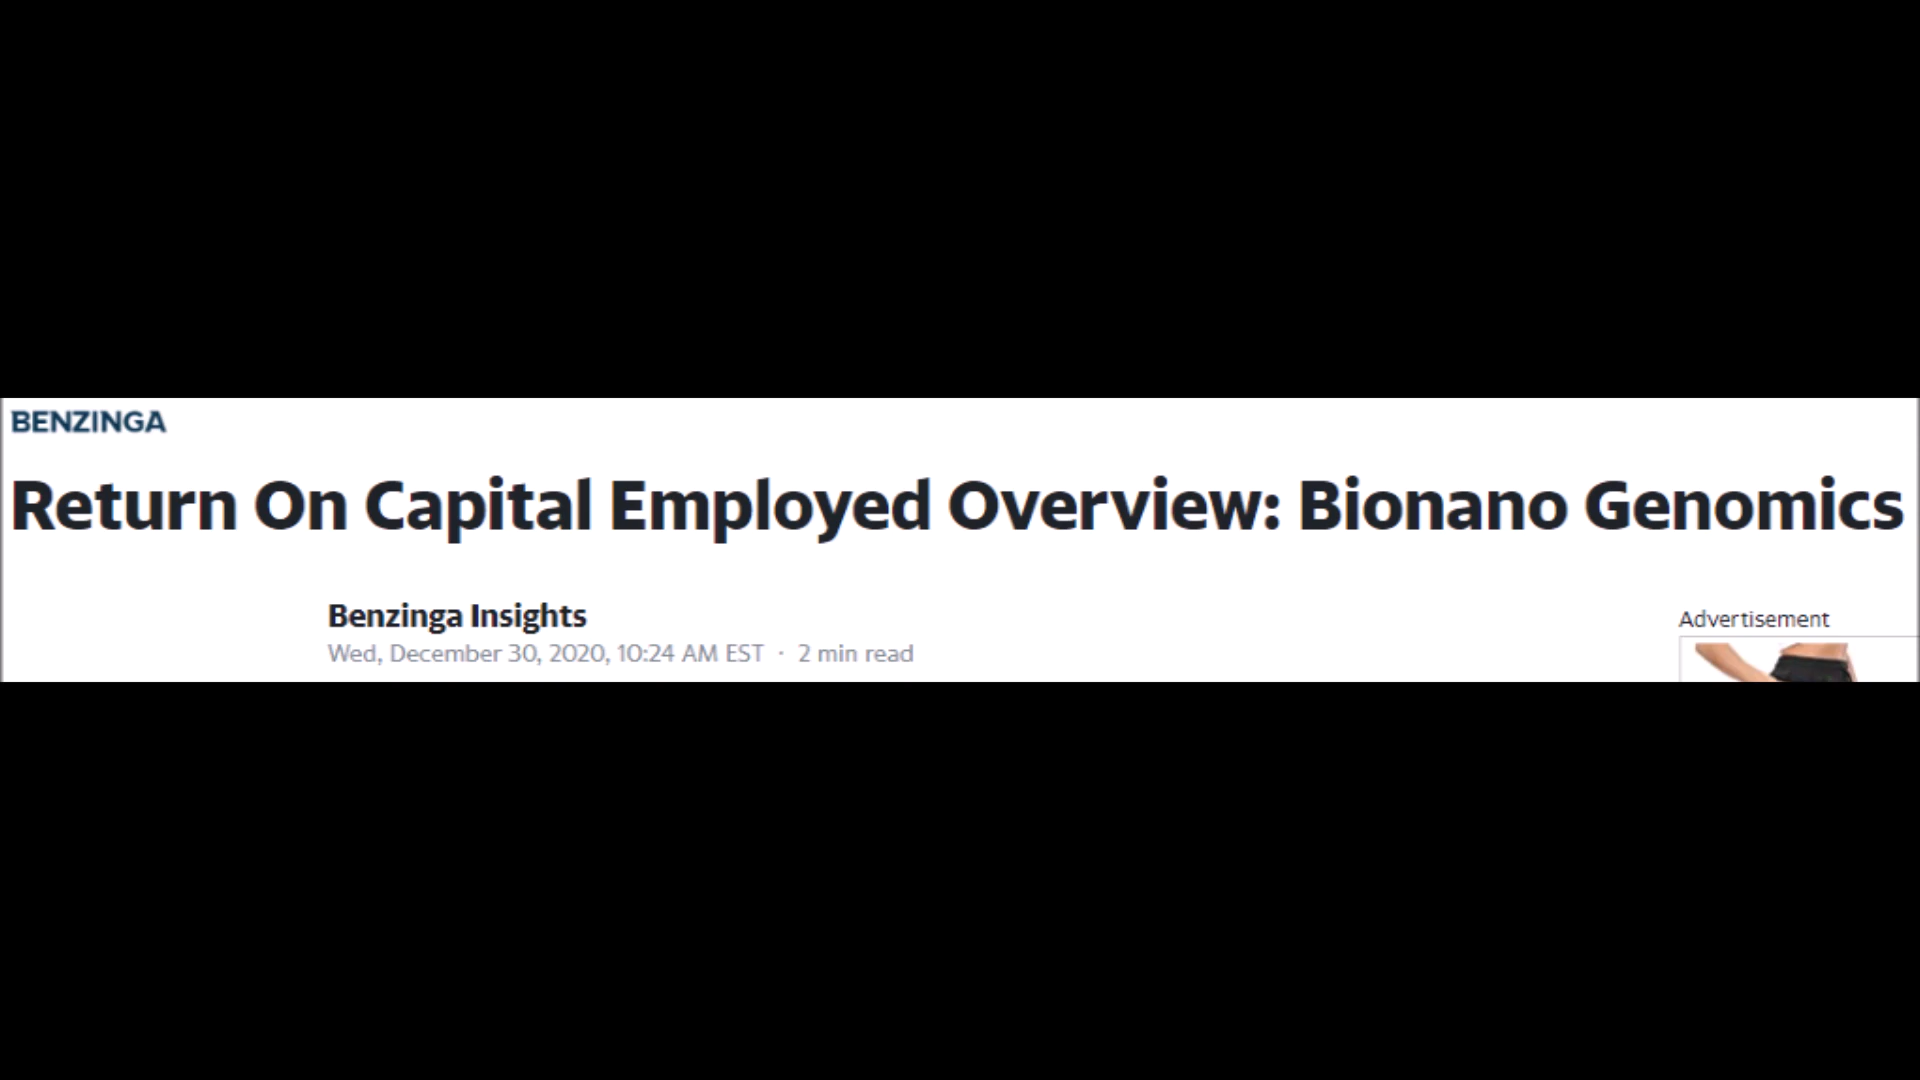 BENZINGA
Return On Capital Employed Overview: Bionano Genomics
Benzinga Insights
Advertisement
Wed, December 30, 2020, 10:24 AM EST · 2 min read